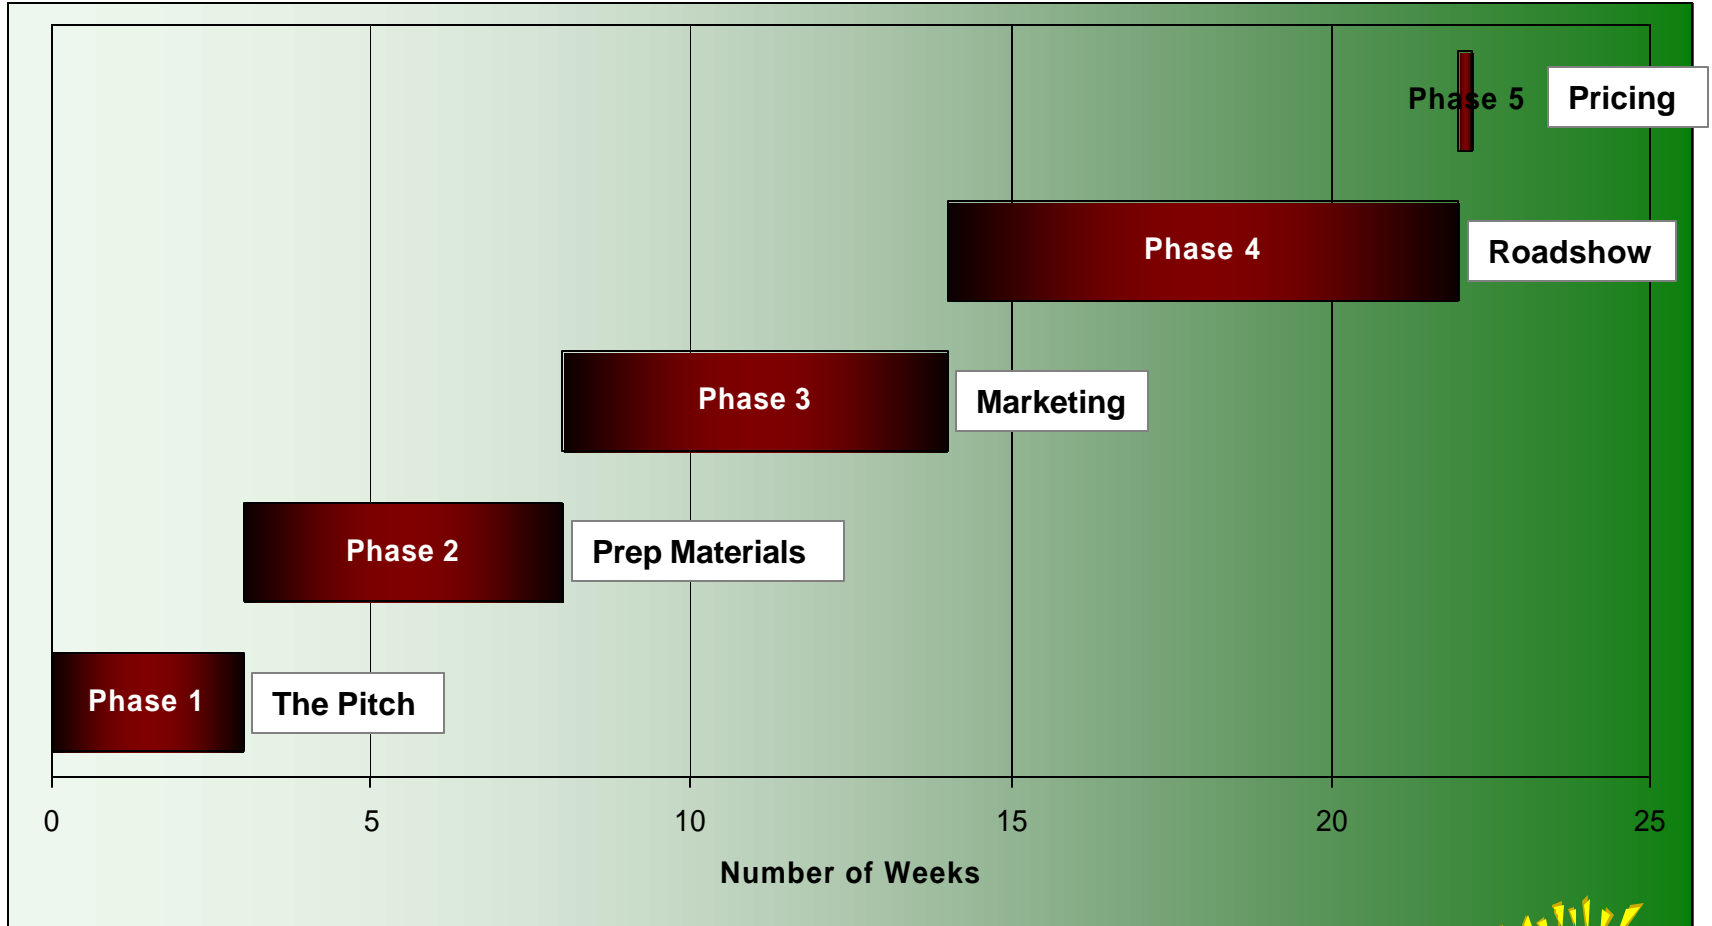 Phase 5
Pricing
Phase 4
Roadshow
Phase 3
Marketing
Phase 2
Prep Materials
Phase 1
The Pitch
0
5
10
15
20
25
Number of Weeks